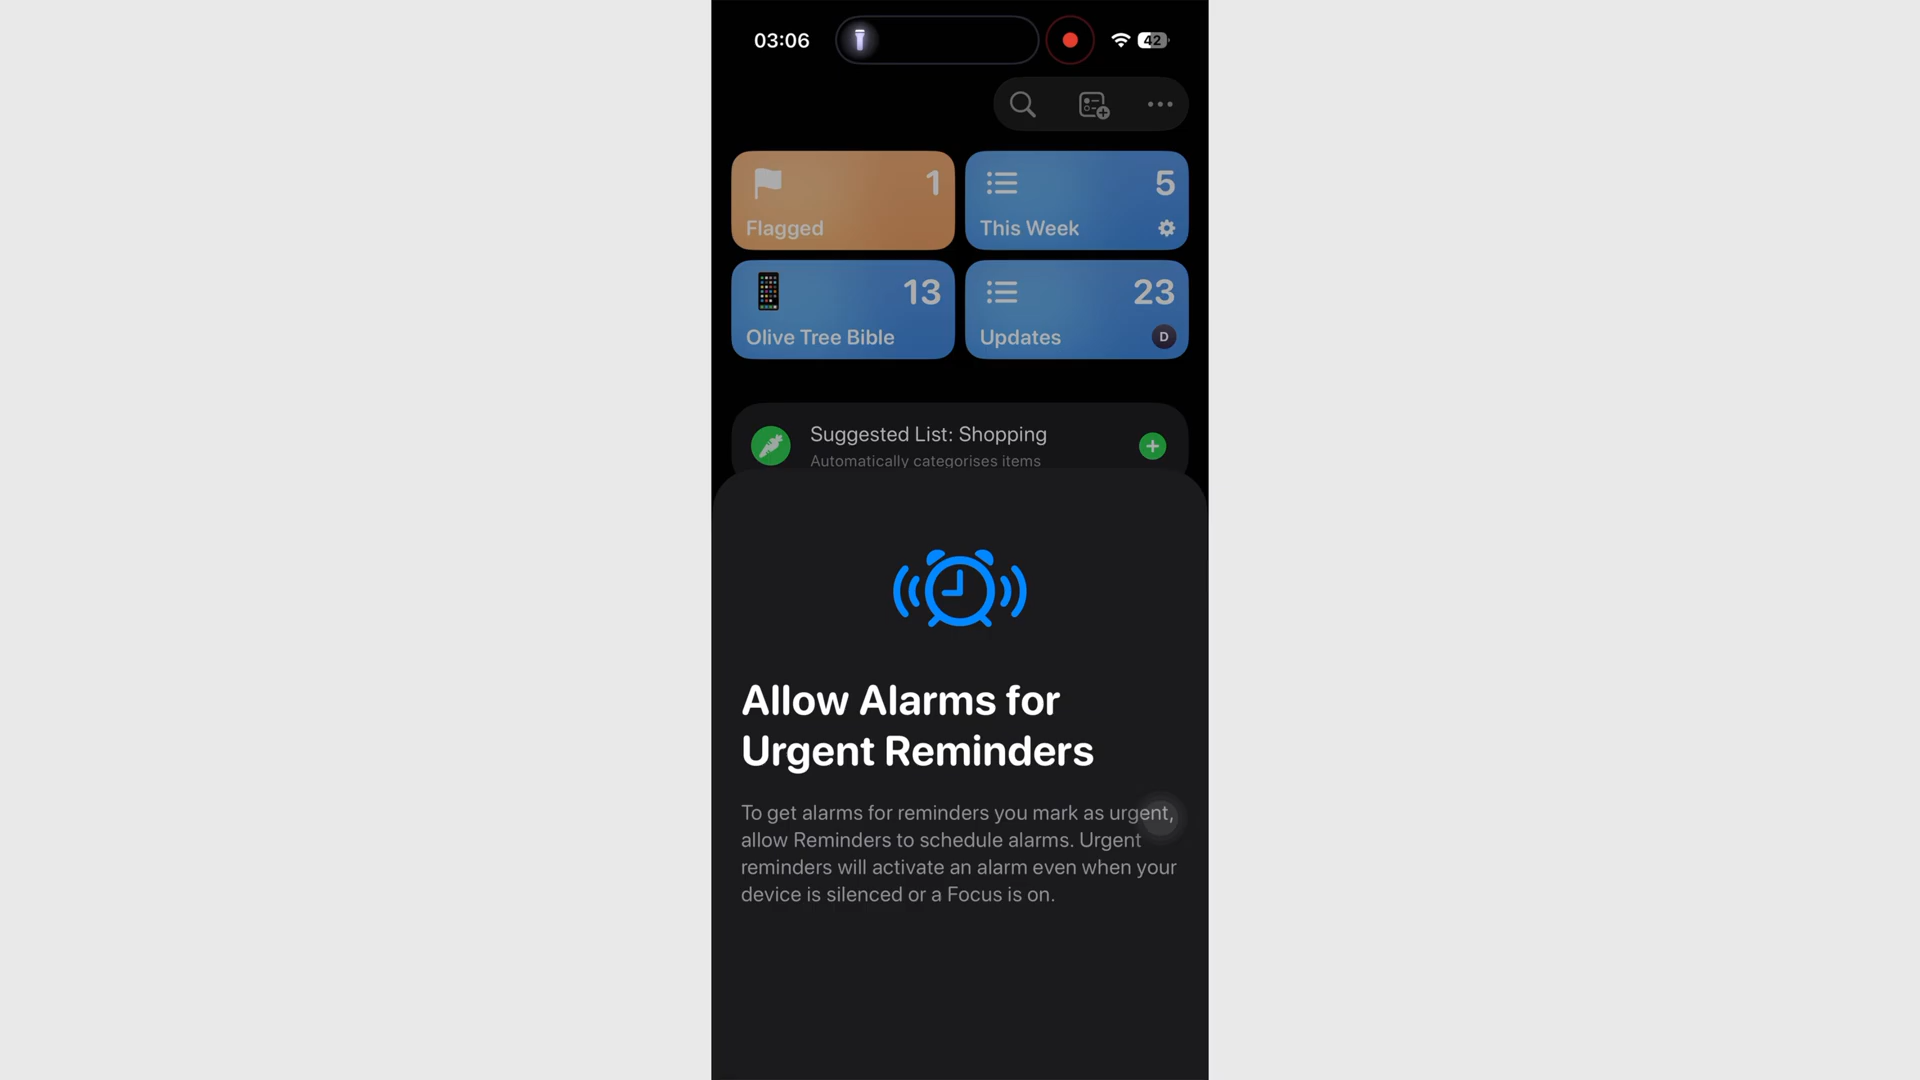 03:06
42
1
Flagged
5
This Week
13
Olive Tree Bible
23
Updates
D
Suggested List: Shopping
Automatically categorises items
Allow Alarms for
Urgent Reminders
To get alarms for reminders you mark as urgent,
allow Reminders to schedule alarms. Urgent
reminders will activate an alarm even when your
device is silenced or a Focus is on.